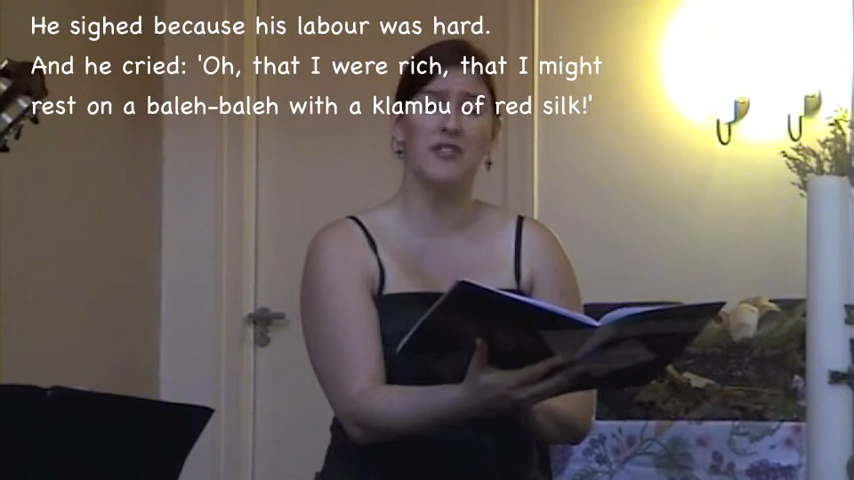 He sighed because his labour was hard.
And he cried: 'Oh, that I were rich, that I might
rest on a baleh-baleh with a klambu of red silk!'